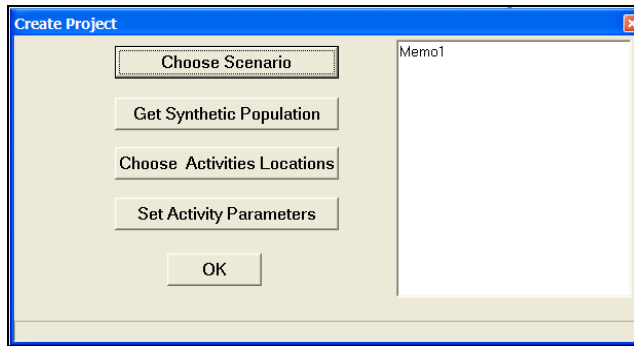 Create Project
Choose Scenario
Memo1
Get Synthetic Population
Choose Activities Locations
Set Activity Parameters
OK